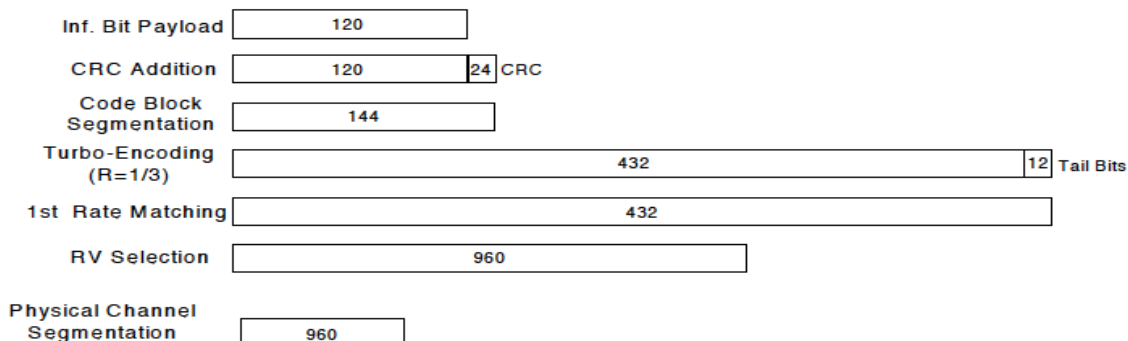 Inf. Bit Payload 120
CRC Addition 120 24 CRC
Code Block
Segmentation 144
Turbo-Encoding
(R=1/3) 432 12 Tail Bits
1st Rate Matching 432
RV Selection 960
Physical Channel
Segmentation 960